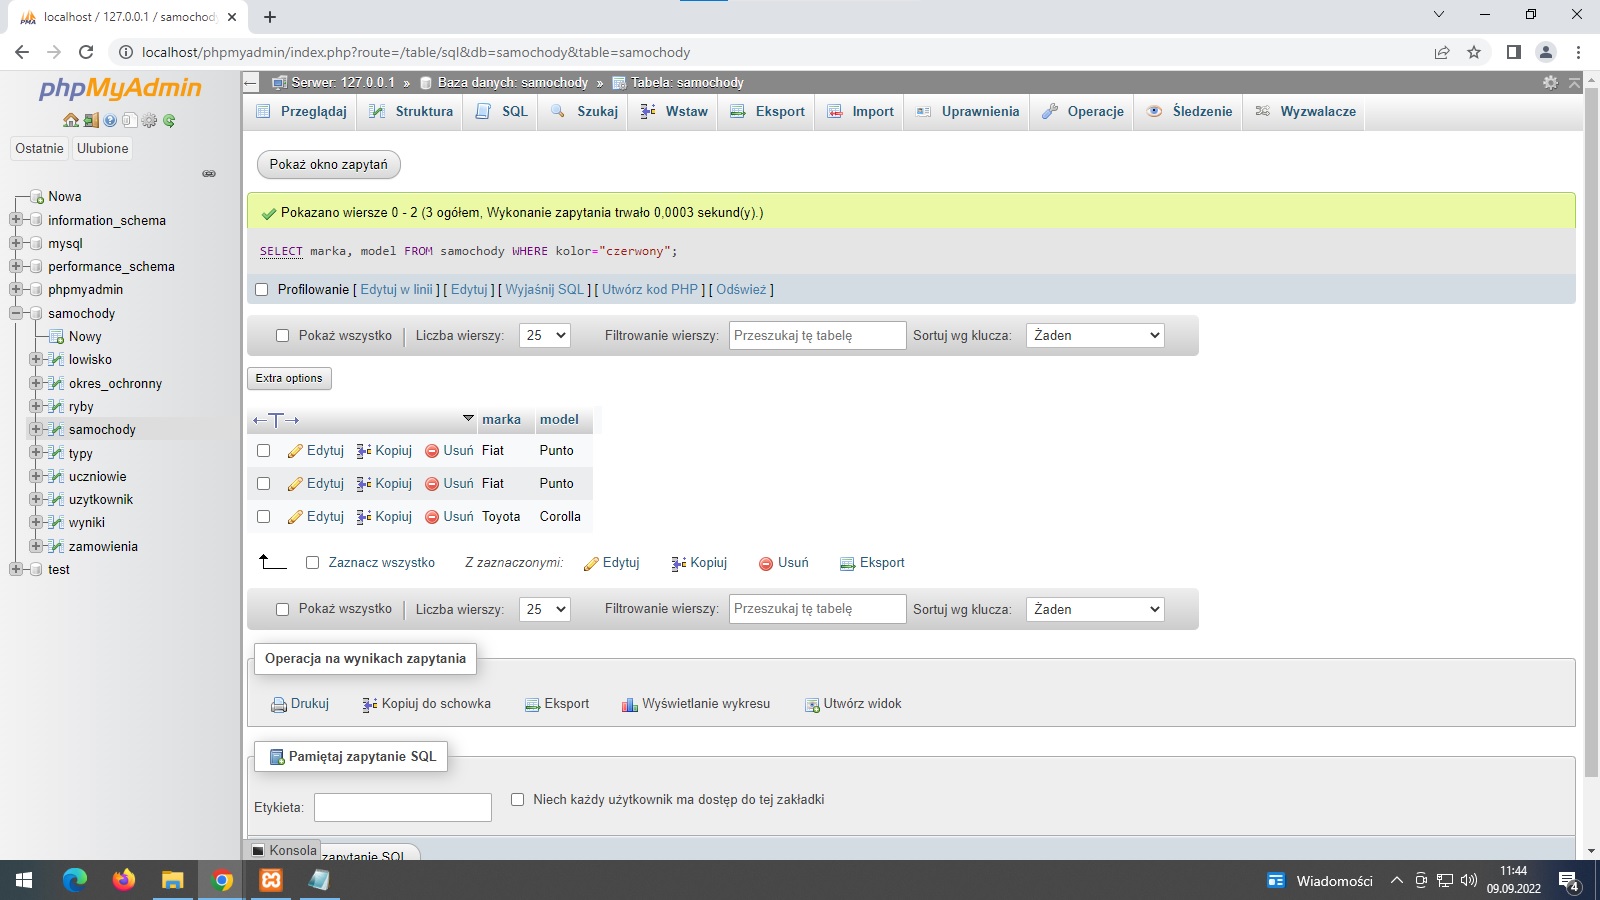 localhost / 127.0.0.1 / samochody
localhost/phpmyadmin/index.php?route=/table/sql&db=samochody&table=samochody
phpMyAdmin
Ostatnie Ulubione
Nowa
information_schema
mysql
performance_schema
phpmyadmin
samochody
Nowy
lowisko
okres_ochronny
ryby
samochody
typy
uczniowie
uzytkownik
wyniki
zamowienia
test
Serwer: 127.0.0.1 » Baza danych: samochody » Tabela: samochody
Przeglądaj Struktura SQL Szukaj Wstaw Eksport Import Uprawnienia Operacje Śledzenie Wyzwalacze
Pokaż okno zapytań
Pokazano wiersze 0 - 2 (3 ogółem, Wykonanie zapytania trwało 0,0003 sekund(y).)
SELECT marka, model FROM samochody WHERE kolor="czerwony";
Profilowanie [ Edytuj w linii ] [ Edytuj ] [ Wyjaśnij SQL ] [ Utwórz kod PHP ] [ Odśwież ]
Pokaż wszystko Liczba wierszy: 25 Filtrowanie wierszy: Przeszukaj tę tabelę Sortuj wg klucza: Żaden
Extra options
←T→ marka model
Edytuj Kopiuj Usuń Fiat Punto
Edytuj Kopiuj Usuń Fiat Punto
Edytuj Kopiuj Usuń Toyota Corolla
Zaznacz wszystko Z zaznaczonymi: Edytuj Kopiuj Usuń Eksport
Pokaż wszystko Liczba wierszy: 25 Filtrowanie wierszy: Przeszukaj tę tabelę Sortuj wg klucza: Żaden
Operacja na wynikach zapytania
Drukuj Kopiuj do schowka Eksport Wyświetlanie wykresu Utwórz widok
Pamiętaj zapytanie SQL
Etykieta: Niech każdy użytkownik ma dostęp do tej zakładki
Konsola zapytanie SQL
Wiadomości 11:44
09.09.2022 4